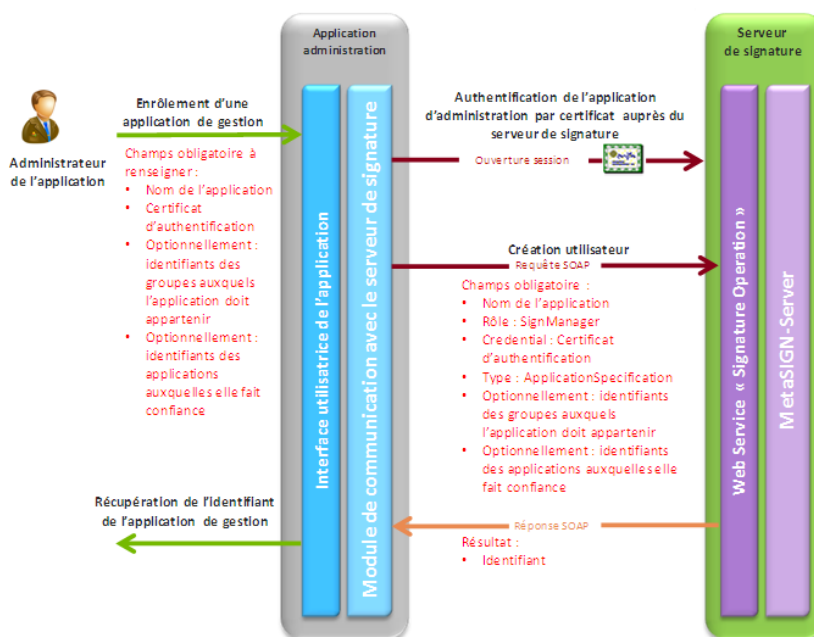 Application
administration
Serveur
de signature
Administrateur
de l'application
Enrôlement d'une
application de gestion
Champs obligatoire à
renseigner :
• Nom de l'application
• Certificat
d'authentification
• Optionnellement :
identifiants des
groupes auxquels
l'application doit
appartenir
• Optionnellement :
identifiants des
applications
auxquelles elle fait
confiance
Récupération de l'identifiant
de l'application de gestion
Interface utilisatrice de l'application
Module de communication avec le serveur de signature
Authentification de l'application
d'administration par certificat auprès du
serveur de signature
Ouverture session
Création utilisateur
Requête SOAP
Champs obligatoire :
• Nom de l'application
• Rôle : SignManager
• Credential : Certificat
d'authentification
• Type : ApplicationSpecification
• Optionnellement : identifiants
des groupes auxquels
l'application doit appartenir
• Optionnellement : identifiants
des applications auxquelles elle
fait confiance
Réponse SOAP
Résultat :
• Identifiant
Web Service « Signature Operation »
MetaSIGN-Server